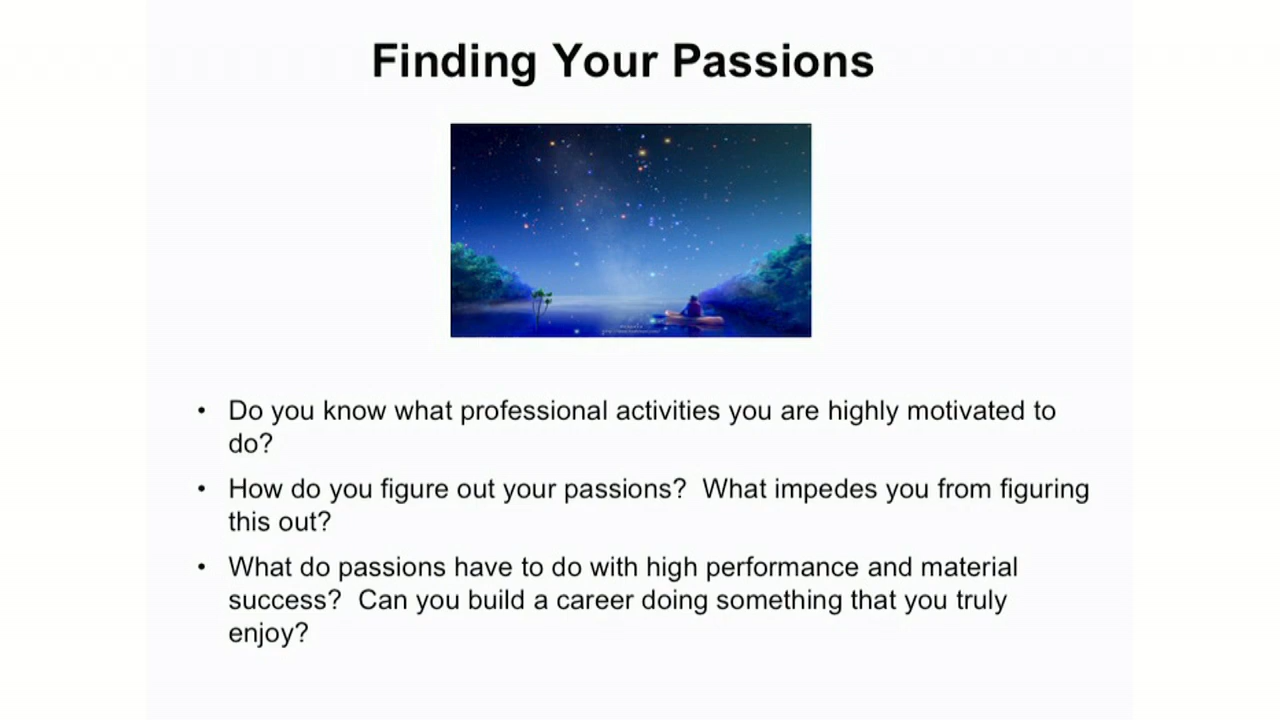 Finding Your Passions
• Do you know what professional activities you are highly motivated to
do?
• How do you figure out your passions?  What impedes you from figuring
this out?
• What do passions have to do with high performance and material
success?  Can you build a career doing something that you truly
enjoy?